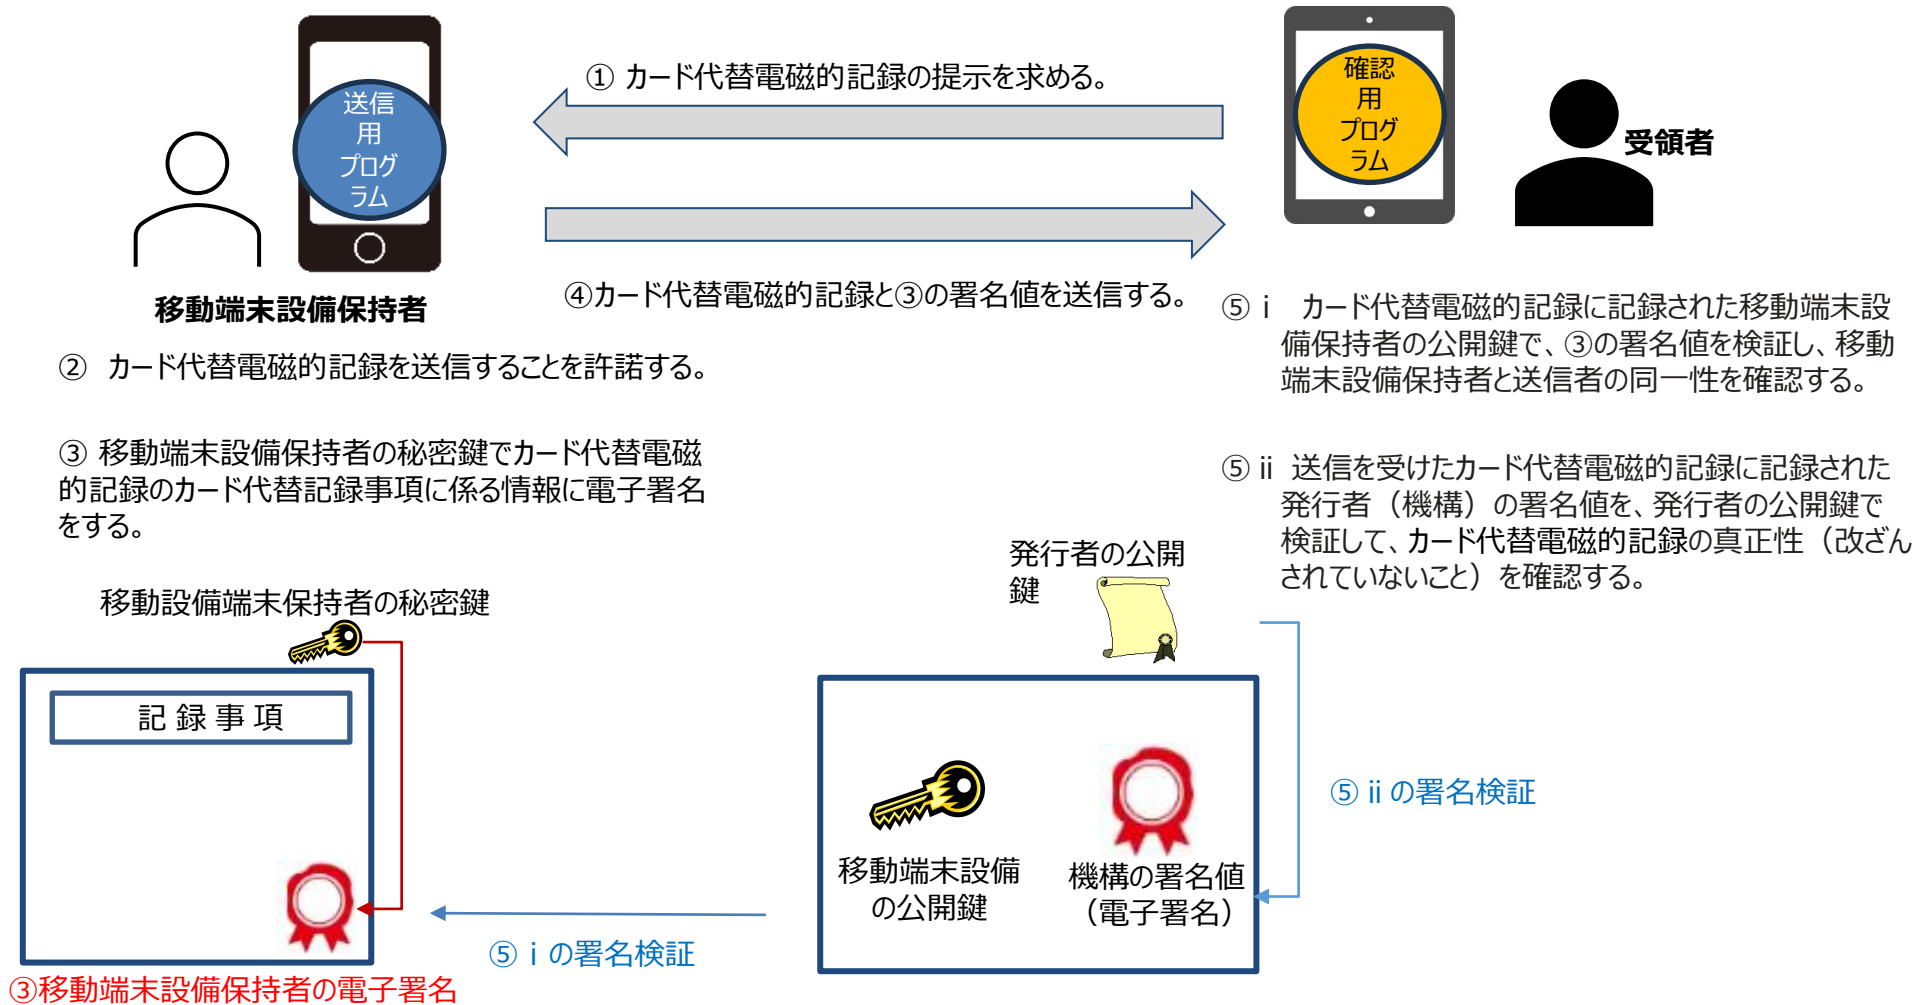 送信
用
プログ
ラム
① カード代替電磁的記録の提示を求める。
確認
用
プログ
ラム
受領者
移動端末設備保持者
④カード代替電磁的記録と③の署名値を送信する。
② カード代替電磁的記録を送信することを許諾する。
③ 移動端末設備保持者の秘密鍵でカード代替電磁
的記録のカード代替記録事項に係る情報に電子署名
をする。
⑤ⅰ カード代替電磁的記録に記録された移動端末設
備保持者の公開鍵で、③の署名値を検証し、移動
端末設備保持者と送信者の同一性を確認する。
⑤ⅱ 送信を受けたカード代替電磁的記録に記録された
発行者（機構）の署名値を、発行者の公開鍵で
検証して、カード代替電磁的記録の真正性（改ざん
されていないこと）を確認する。
移動設備端末保持者の秘密鍵
記録事項
③移動端末設備保持者の電子署名
⑤ⅰの署名検証
発行者の公開
鍵
移動端末設備
の公開鍵
機構の署名値
（電子署名）
⑤ⅱの署名検証